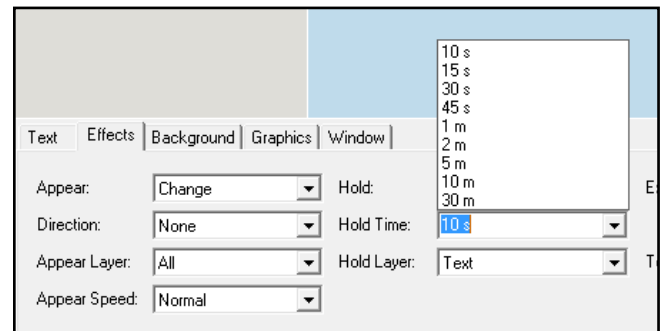 10 s
15 s
30 s
45 s
1 m
2 m
5 m
10 m
30 m
Text Effects Background Graphics Window
Appear: Change Hold:
Direction: None Hold Time: 10 s
Appear Layer: All Hold Layer: Text
Appear Speed: Normal